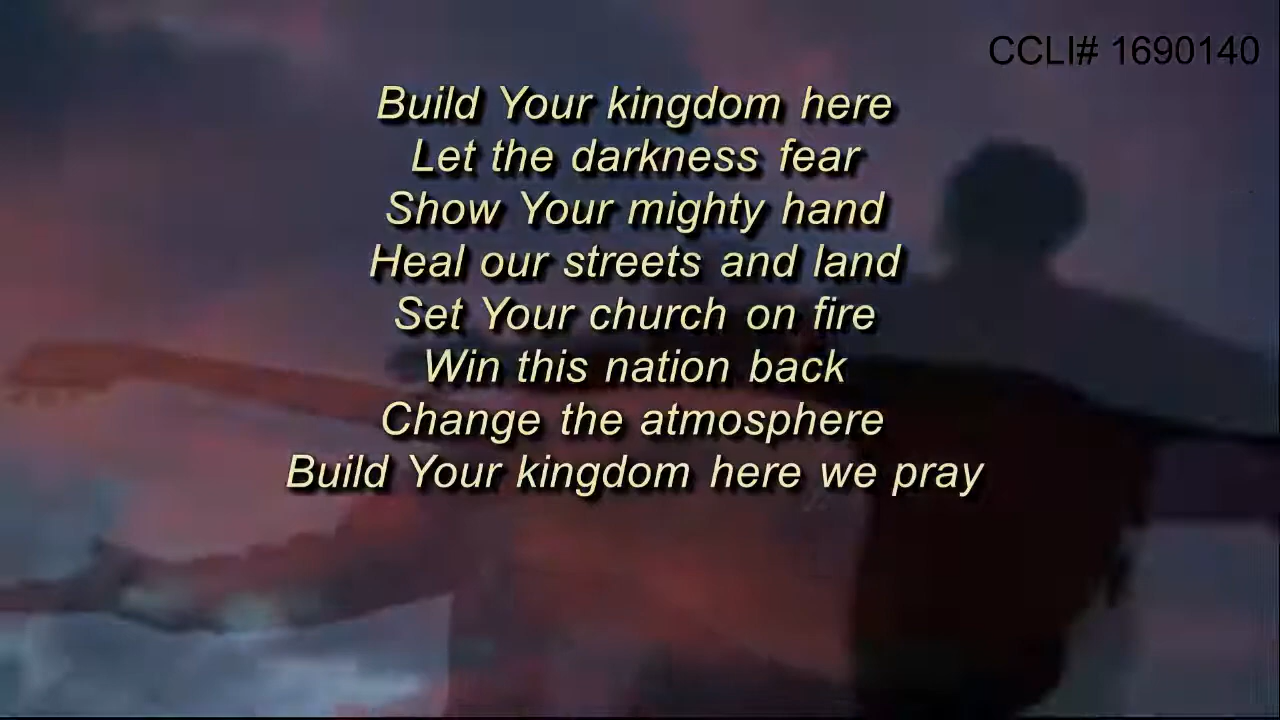 CCLI# 1690140
Build Your kingdom here
Let the darkness fear
Show Your mighty hand
Heal our streets and land
Set Your church on fire
Win this nation back
Change the atmosphere
Build Your kingdom here we pray